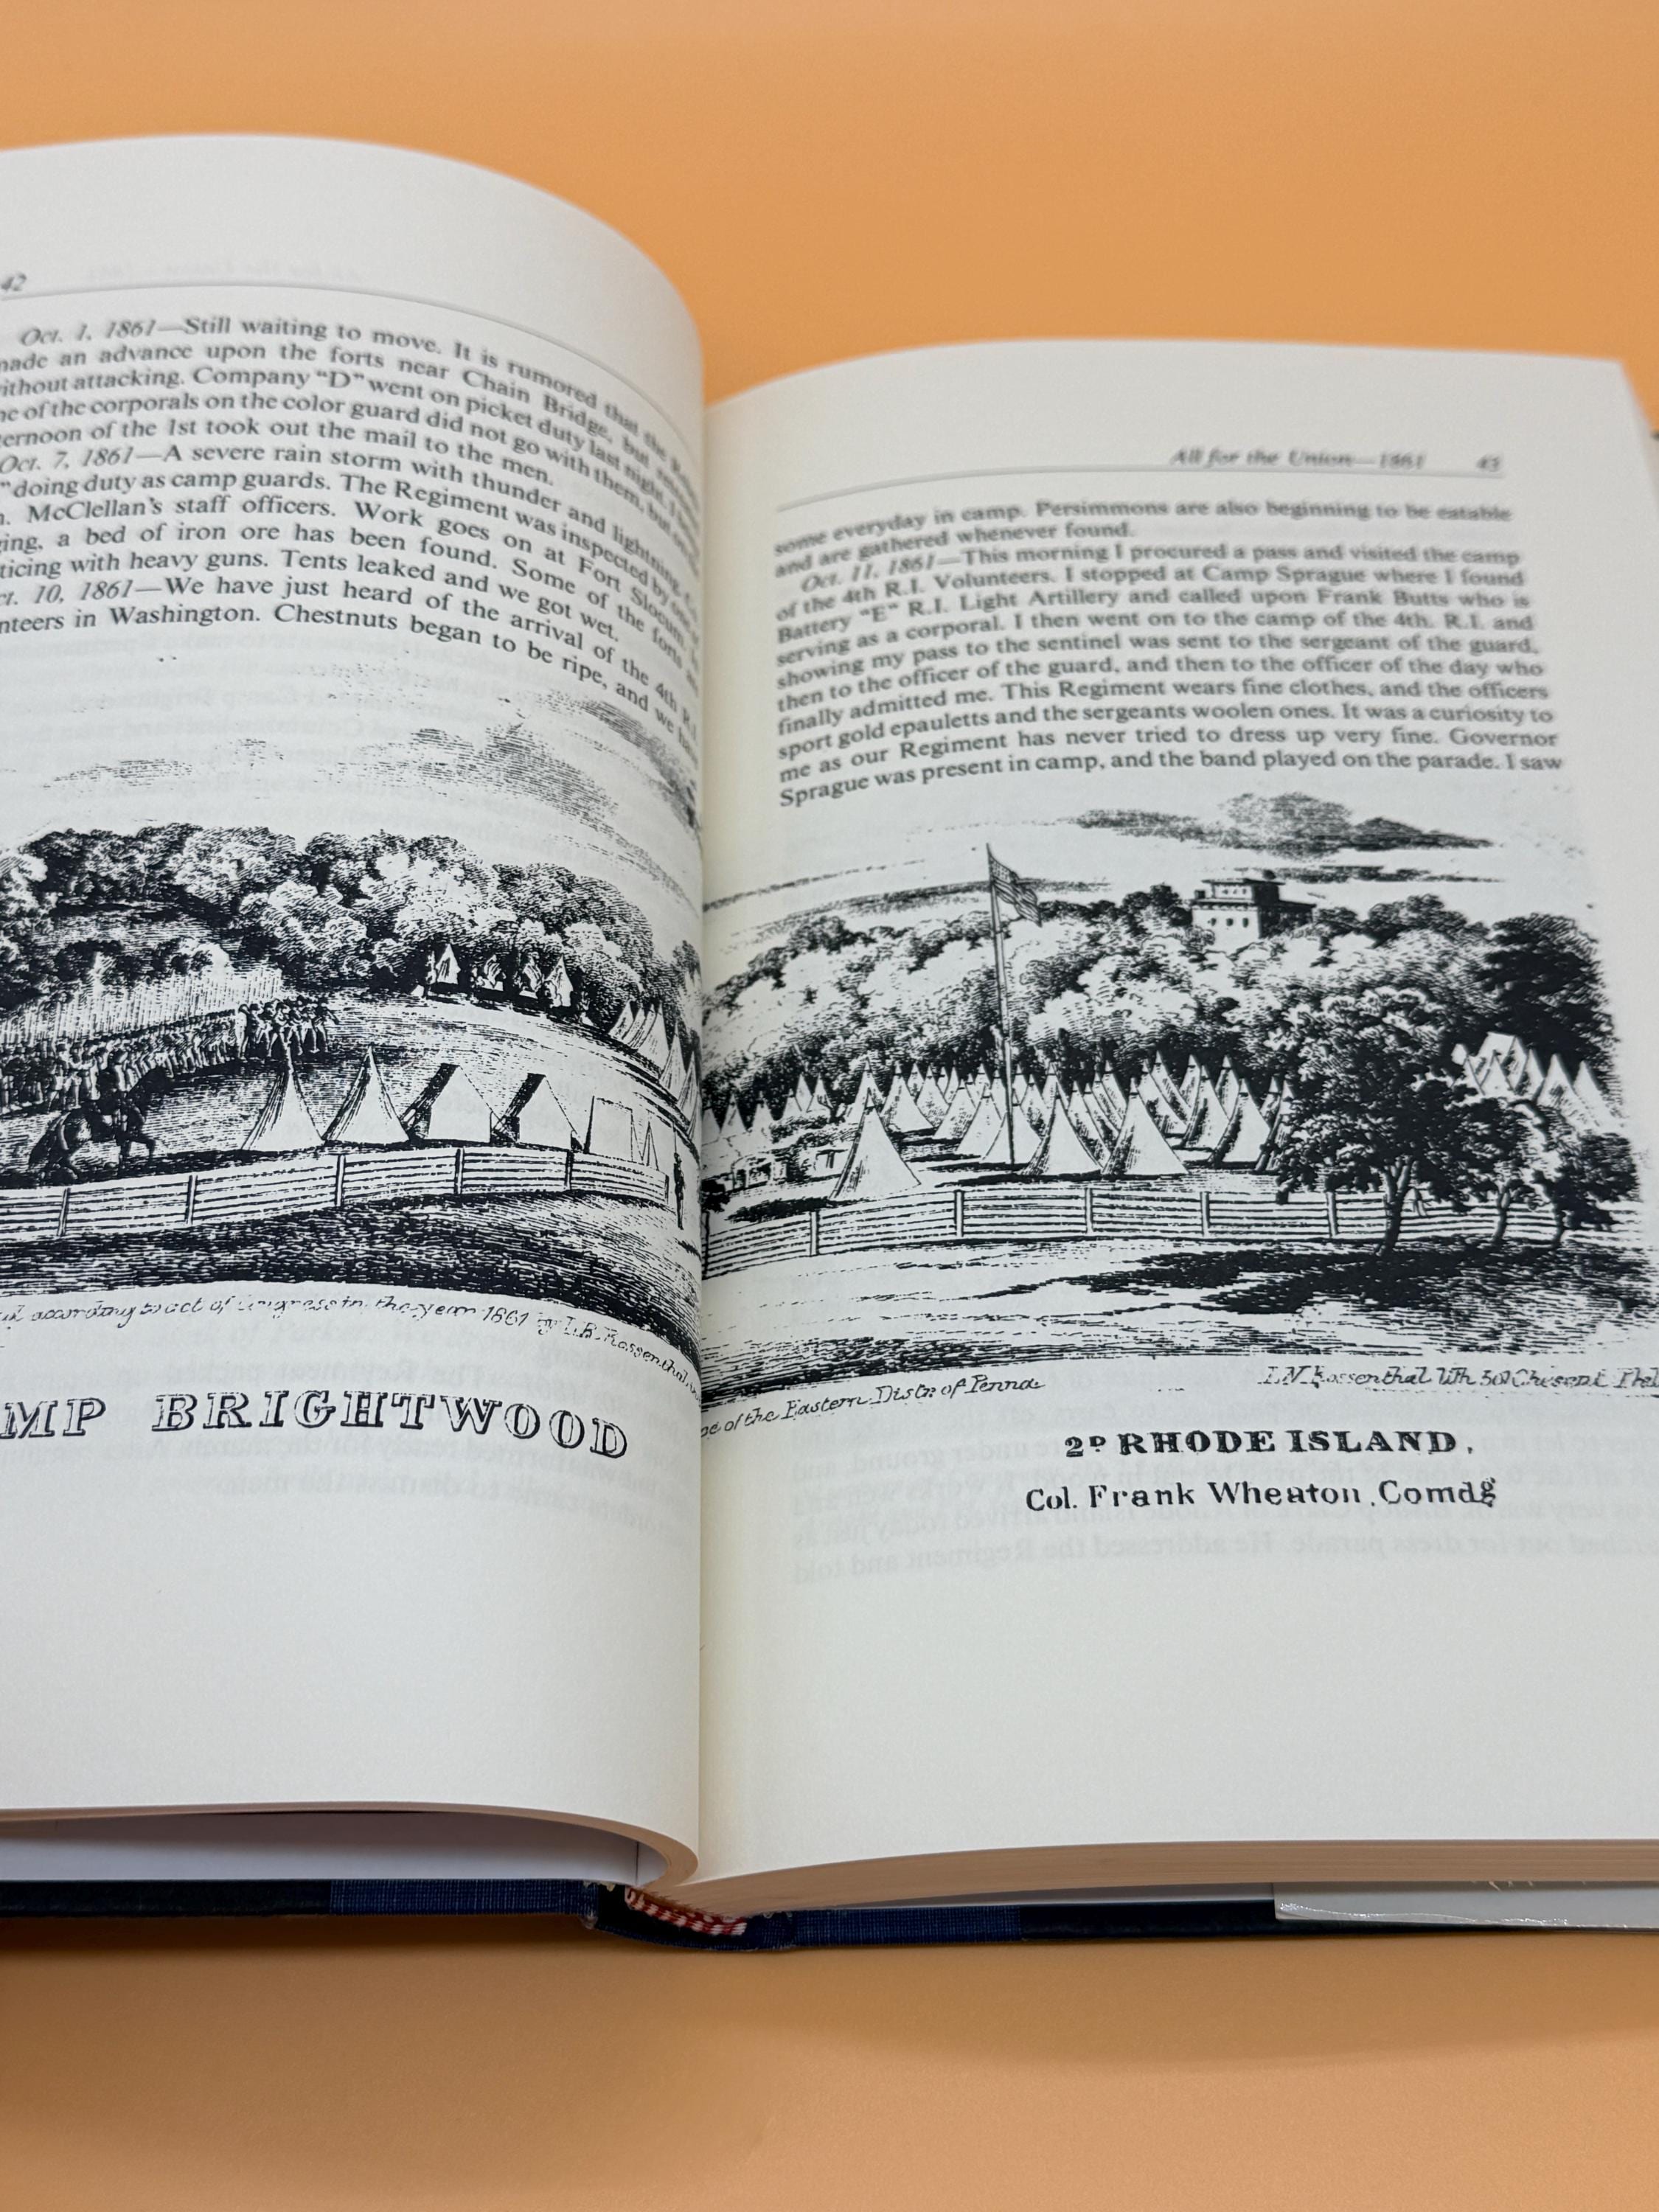 42
Oct. 1, 1861—Still waiting to move. It is rumored that the
made an advance upon the forts near Chain Bridge, but
without attacking. Company "D" went on picket duty last night. I
of the corporals on the color guard did not go with them, but
ernoon of the 1st took out the mail to the men.
Oct. 7, 1861—A severe rain storm with thunder and lightning.
" doing duty as camp guards. The Regiment was inspected by one
McClellan's staff officers. Work goes on at Fort Slocum. In
ging, a bed of iron ore has been found. Some of the forts are
ticing with heavy guns. Tents leaked and we got wet.
ct. 10, 1861—We have just heard of the arrival of the 4th R.I.
nteers in Washington. Chestnuts began to be ripe, and we have
according to act of Congress in the year 1861 by L.N. Rosenthal,
MP BRIGHTWOOD
All for the Union—1861 43
some everyday in camp. Persimmons are also beginning to be eatable
and are gathered whenever found.
Oct. 11, 1861—This morning I procured a pass and visited the camp
of the 4th R.I. Volunteers. I stopped at Camp Sprague where I found
Battery "E" R.I. Light Artillery and called upon Frank Butts who is
serving as a corporal. I then went on to the camp of the 4th. R.I. and
showing my pass to the sentinel was sent to the sergeant of the guard,
then to the officer of the guard, and then to the officer of the day who
finally admitted me. This Regiment wears fine clothes, and the officers
sport gold epauletts and the sergeants woolen ones. It was a curiosity to
me as our Regiment has never tried to dress up very fine. Governor
Sprague was present in camp, and the band played on the parade. I saw
of the Eastern Distr. of Penna
L.N. Rosenthal Lith 501 Chesent Phil
2D RHODE ISLAND,
Col. Frank Wheaton, Comdg